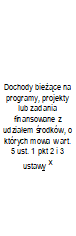 Dochody bieżące na
programy, projekty
lub zadania
finansowane z
udziałem środków, o
których mowa w art.
5 ust. 1 pkt 2 i 3
ustawy x